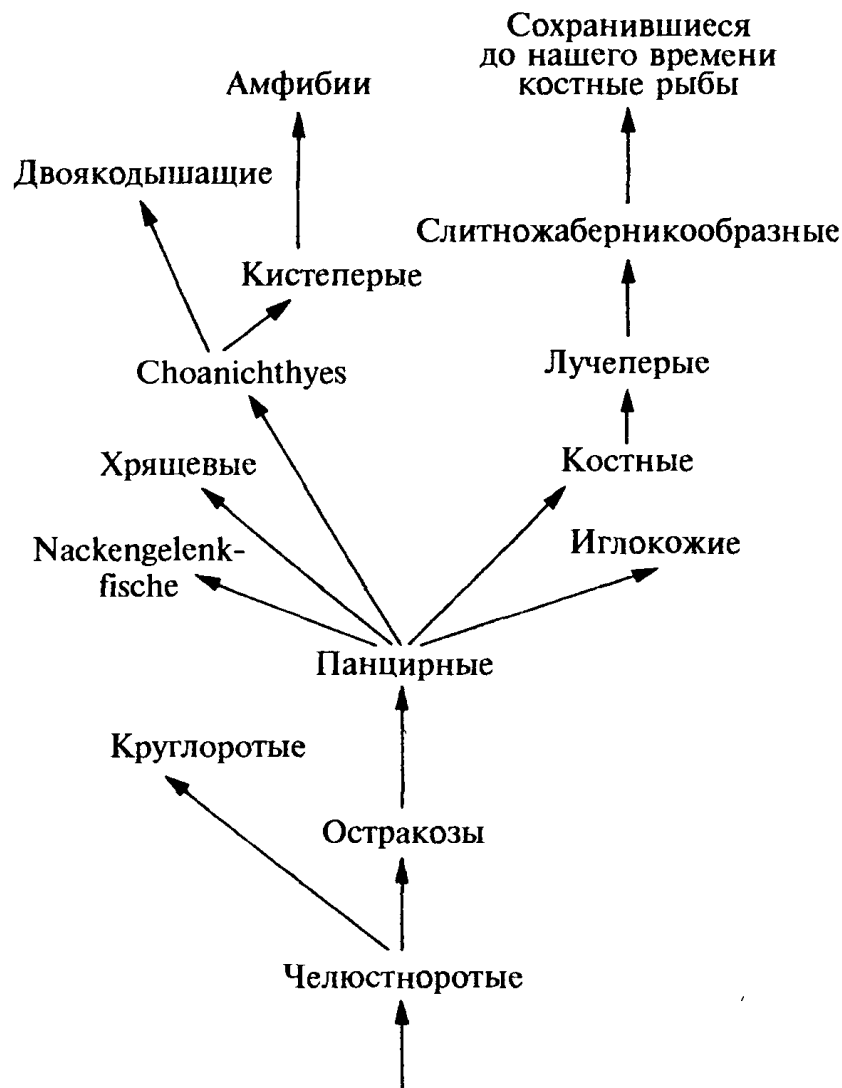 Сохранившиеся
до нашего времени
костные рыбы
Амфибии
Двоякодышащие
Слитножаберникообразные
Кистеперые
Choanichthyes
Лучеперые
Хрящевые
Костные
Nackengelenk-
fische
Иглокожие
Панцирные
Круглоротые
Остракозы
Челюстноротые